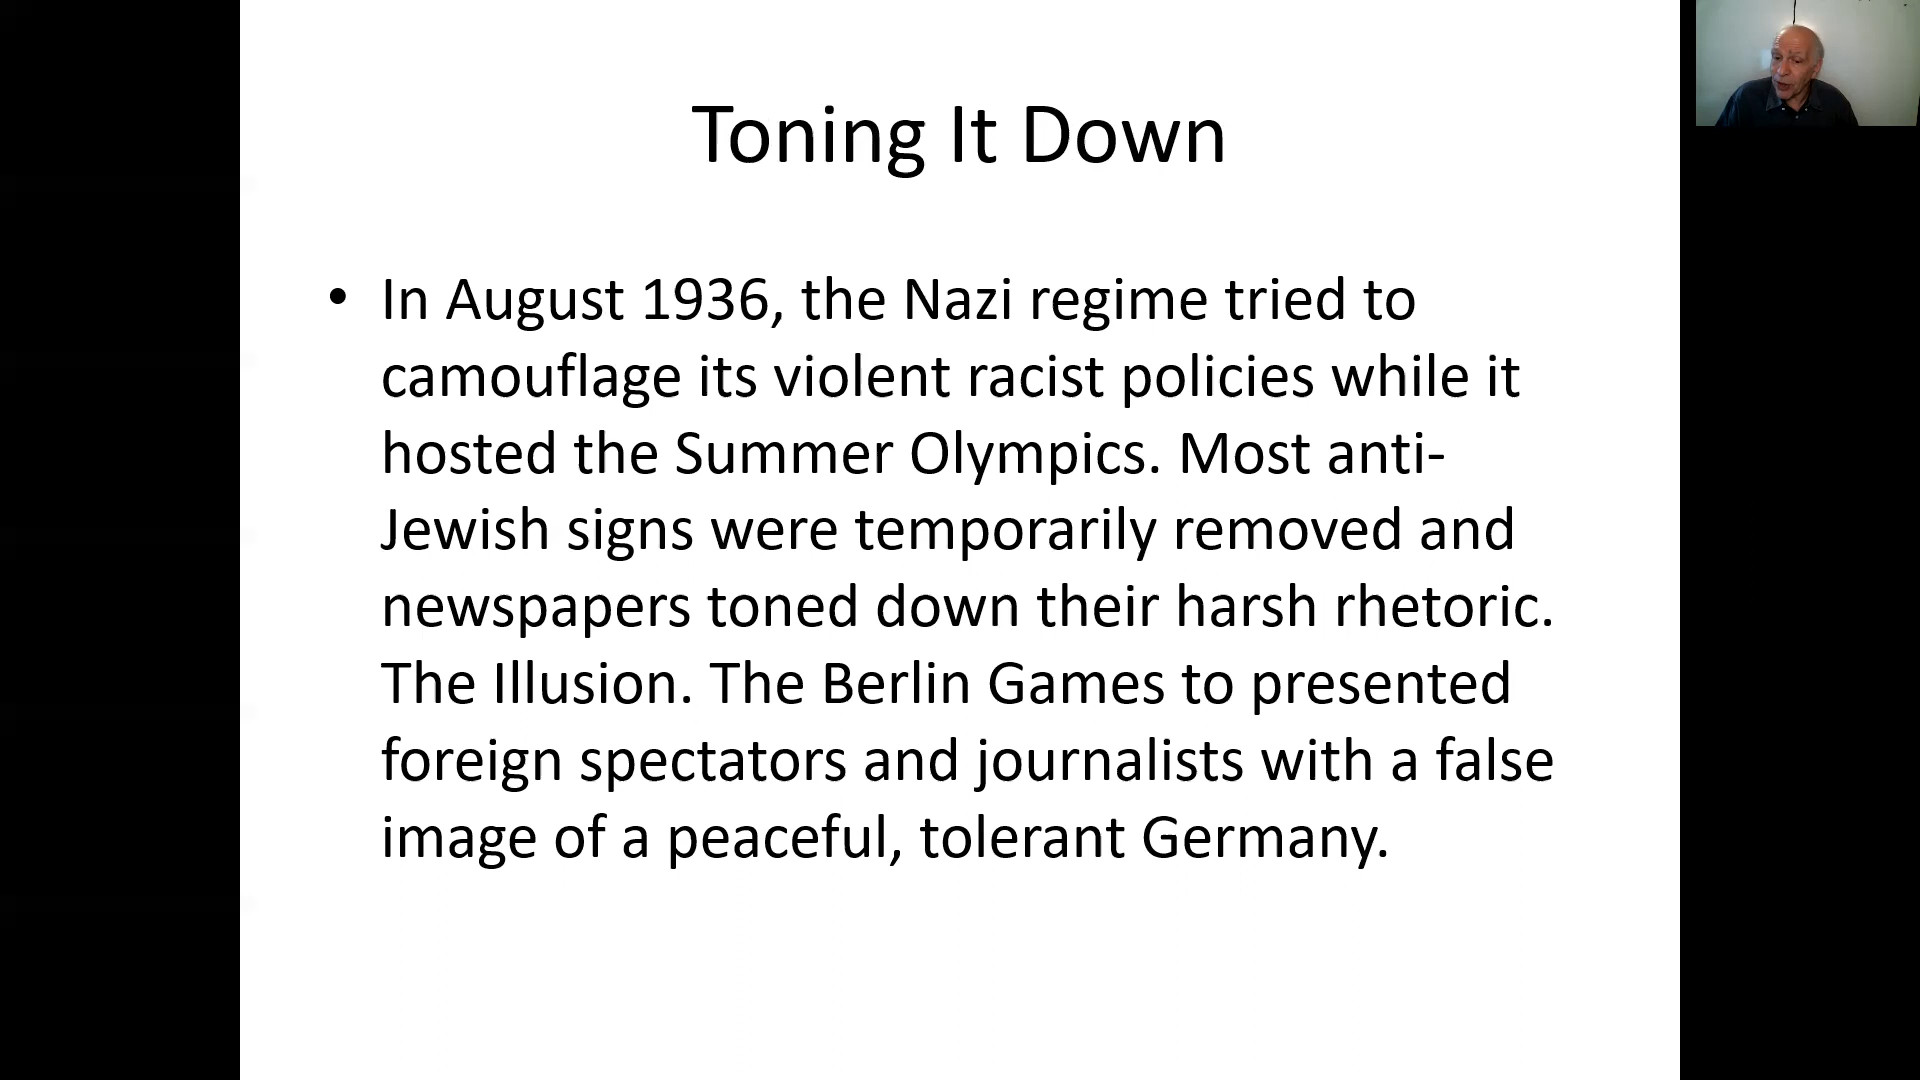 Toning It Down
• In August 1936, the Nazi regime tried to
camouflage its violent racist policies while it
hosted the Summer Olympics. Most anti-
Jewish signs were temporarily removed and
newspapers toned down their harsh rhetoric.
The Illusion. The Berlin Games to presented
foreign spectators and journalists with a false
image of a peaceful, tolerant Germany.